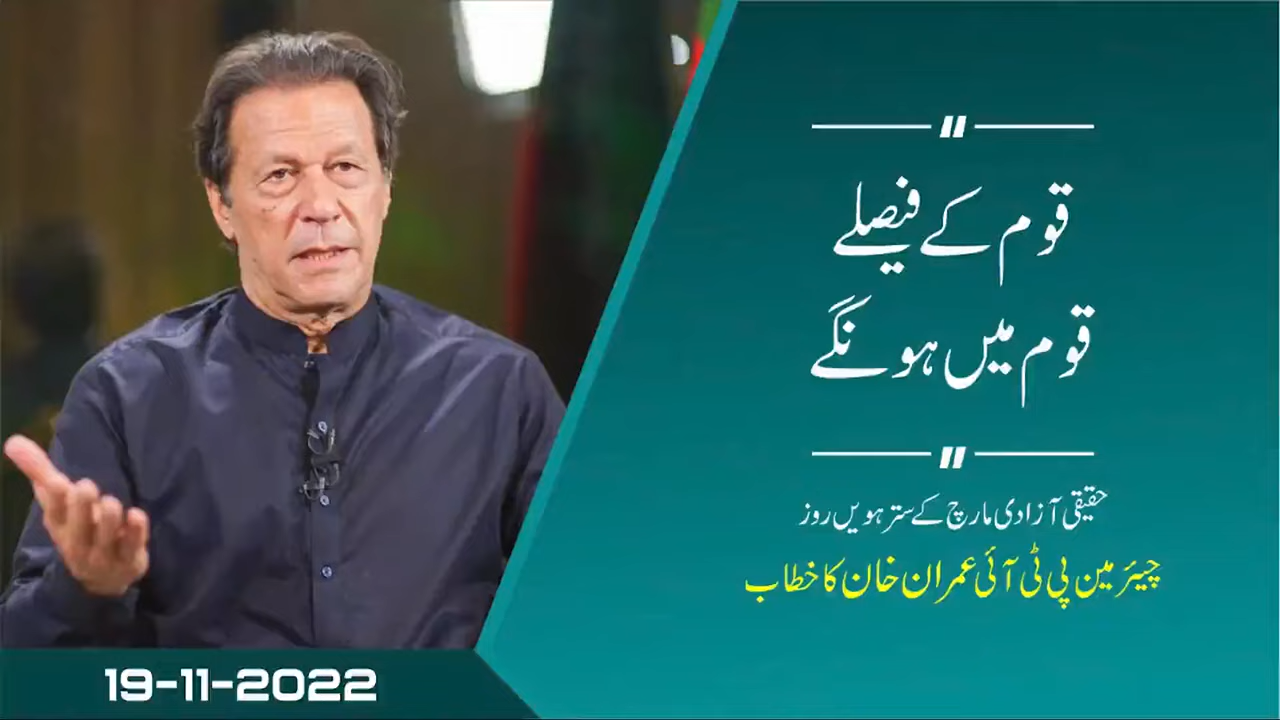 قوم کے فیصلے
قوم میں ہونگے
حقیقی آزادی مارچ کے سترہویں روز
چیئرمین پی ٹی آئی عمران خان کا خطاب
19-11-2022